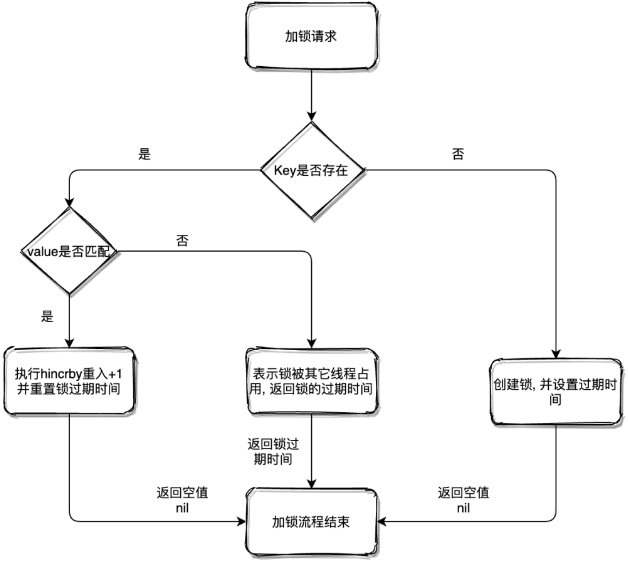 加锁请求
Key是否存在
是
否
value是否匹配
否
是
执行hincrby重入+1
并重置锁过期时间
表示锁被其它线程占
用, 返回锁的过期时间
创建锁, 并设置过期时
间
返回锁过
期时间
返回空值
nil
返回空值
nil
加锁流程结束